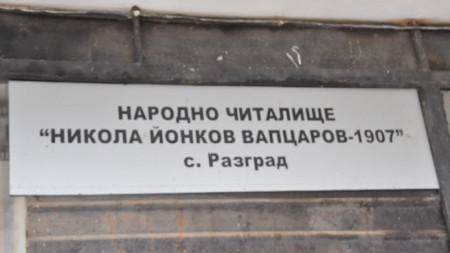 НАРОДНО ЧИТАЛИЩЕ
“НИКОЛА ЙОНКОВ ВАПЦАРОВ-1907”
с. Разград